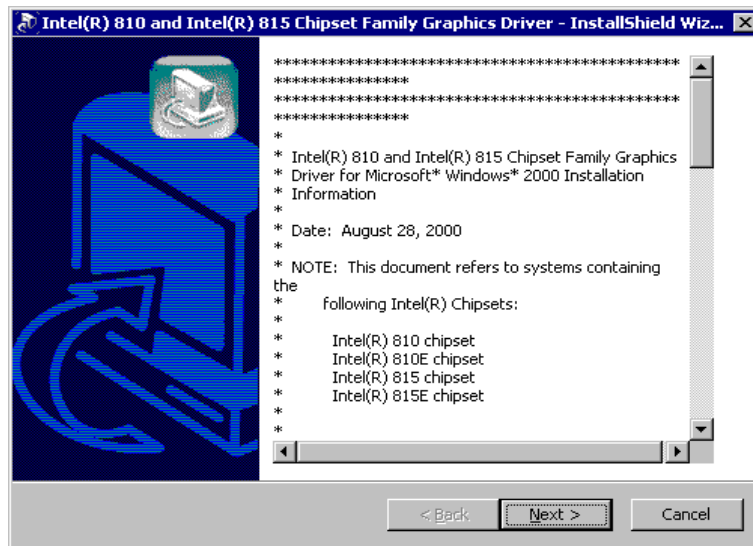 Intel(R) 810 and Intel(R) 815 Chipset Family Graphics Driver - InstallShield Wiz...
*********************************************
***************
*********************************************
***************
*
* Intel(R) 810 and Intel(R) 815 Chipset Family Graphics
* Driver for Microsoft* Windows* 2000 Installation
* Information
*
* Date: August 28, 2000
*
* NOTE: This document refers to systems containing
the
* following Intel(R) Chipsets:
*
* Intel(R) 810 chipset
* Intel(R) 810E chipset
* Intel(R) 815 chipset
* Intel(R) 815E chipset
*
*
< Back
Next >
Cancel